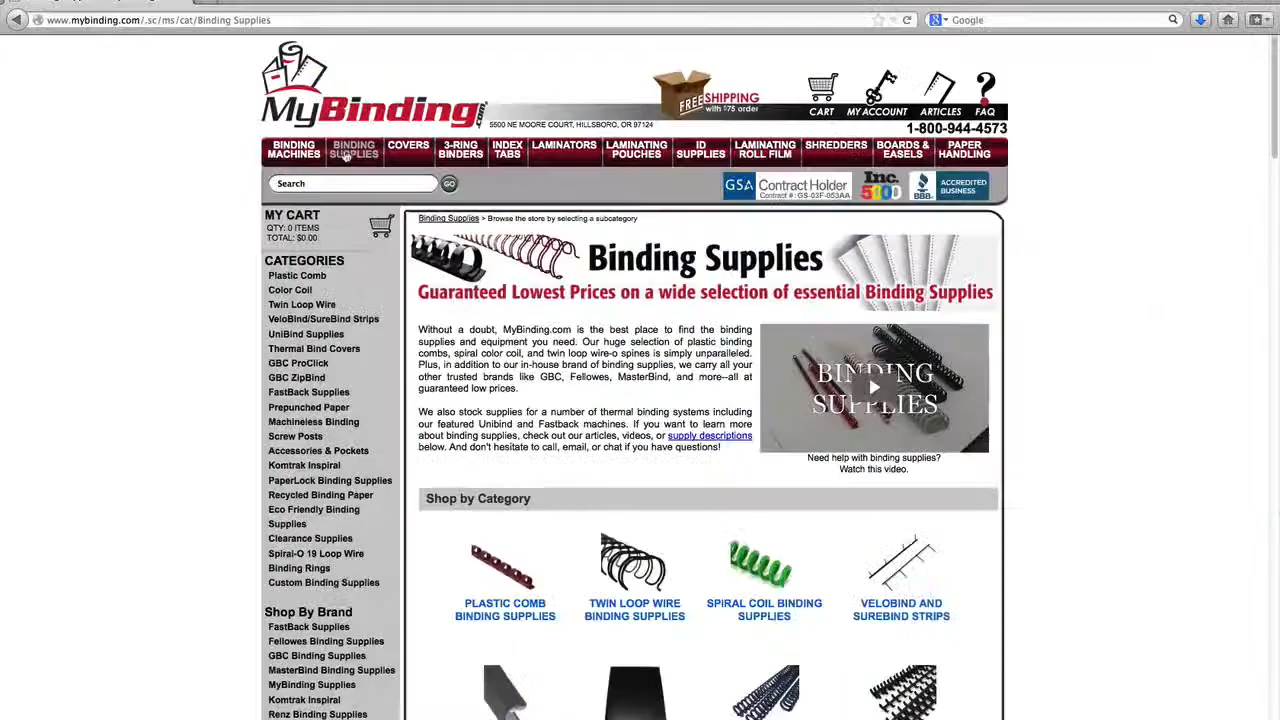 www.mybinding.com/.sc/ms/cat/Binding Supplies
Google
MyBinding
5500 NE MOORE COURT, HILLSBORO, OR 97124
FREE SHIPPING
with $75 order
CART MY ACCOUNT ARTICLES FAQ
1-800-944-4573
BINDING MACHINES
BINDING SUPPLIES
COVERS
3-RING BINDERS
INDEX TABS
LAMINATORS
LAMINATING POUCHES
ID SUPPLIES
LAMINATING ROLL FILM
SHREDDERS
BOARDS & EASELS
PAPER HANDLING
Search
GO
GSA Contract Holder
Contract #: GS-03F-053AA
Inc. 5000
BBB
ACCREDITED BUSINESS
MY CART
QTY: 0 ITEMS
TOTAL: $0.00
CATEGORIES
Plastic Comb
Color Coil
Twin Loop Wire
VeloBind/SureBind Strips
UniBind Supplies
Thermal Bind Covers
GBC ProClick
GBC ZipBind
FastBack Supplies
Prepunched Paper
Machineless Binding
Screw Posts
Accessories & Pockets
Komtrak Inspiral
PaperLock Binding Supplies
Recycled Binding Paper
Eco Friendly Binding
Supplies
Clearance Supplies
Spiral-O 19 Loop Wire
Binding Rings
Custom Binding Supplies
Shop By Brand
FastBack Supplies
Fellowes Binding Supplies
GBC Binding Supplies
MasterBind Binding Supplies
MyBinding Supplies
Komtrak Inspiral
Renz Binding Supplies
Binding Supplies > Browse the store by selecting a subcategory
Binding Supplies
Guaranteed Lowest Prices on a wide selection of essential Binding Supplies
Without a doubt, MyBinding.com is the best place to find the binding
supplies and equipment you need. Our huge selection of plastic binding
combs, spiral color coil, and twin loop wire-o spines is simply unparalleled.
Plus, in addition to our in-house brand of binding supplies, we carry all your
other trusted brands like GBC, Fellowes, MasterBind, and more--all at
guaranteed low prices.
We also stock supplies for a number of thermal binding systems including
our featured Unibind and Fastback machines. If you want to learn more
about binding supplies, check out our articles, videos, or supply descriptions
below. And don't hesitate to call, email, or chat if you have questions!
BINDING
SUPPLIES
Need help with binding supplies?
Watch this video.
Shop by Category
PLASTIC COMB
BINDING SUPPLIES
TWIN LOOP WIRE
BINDING SUPPLIES
SPIRAL COIL BINDING
SUPPLIES
VELOBIND AND
SUREBIND STRIPS